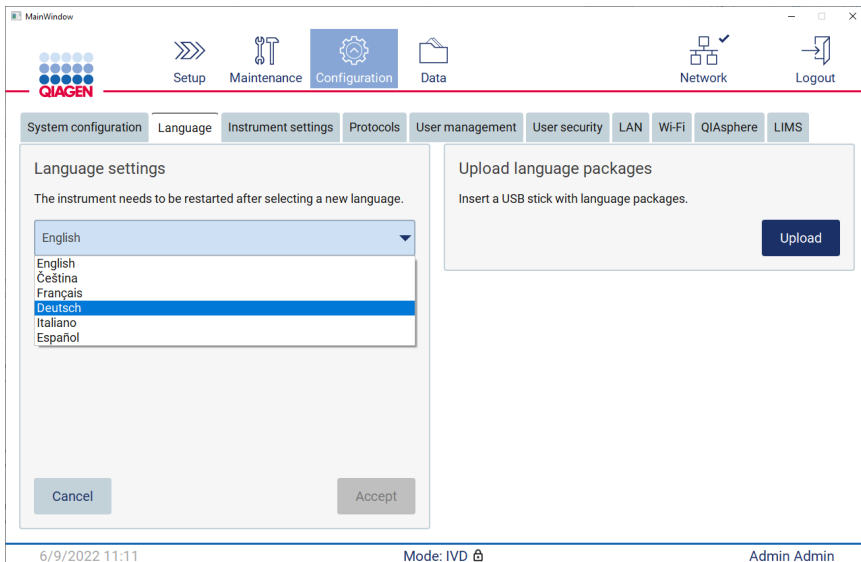 MainWindow
QIAGEN
Setup
Maintenance
Configuration
Data
Network
Logout
System configuration
Language
Instrument settings
Protocols
User management
User security
LAN
Wi-Fi
QIAsphere
LIMS
Language settings
The instrument needs to be restarted after selecting a new language.
English
English
Čeština
Français
Deutsch
Italiano
Español
Cancel
Accept
Upload language packages
Insert a USB stick with language packages.
Upload
6/9/2022 11:11
Mode: IVD
Admin Admin